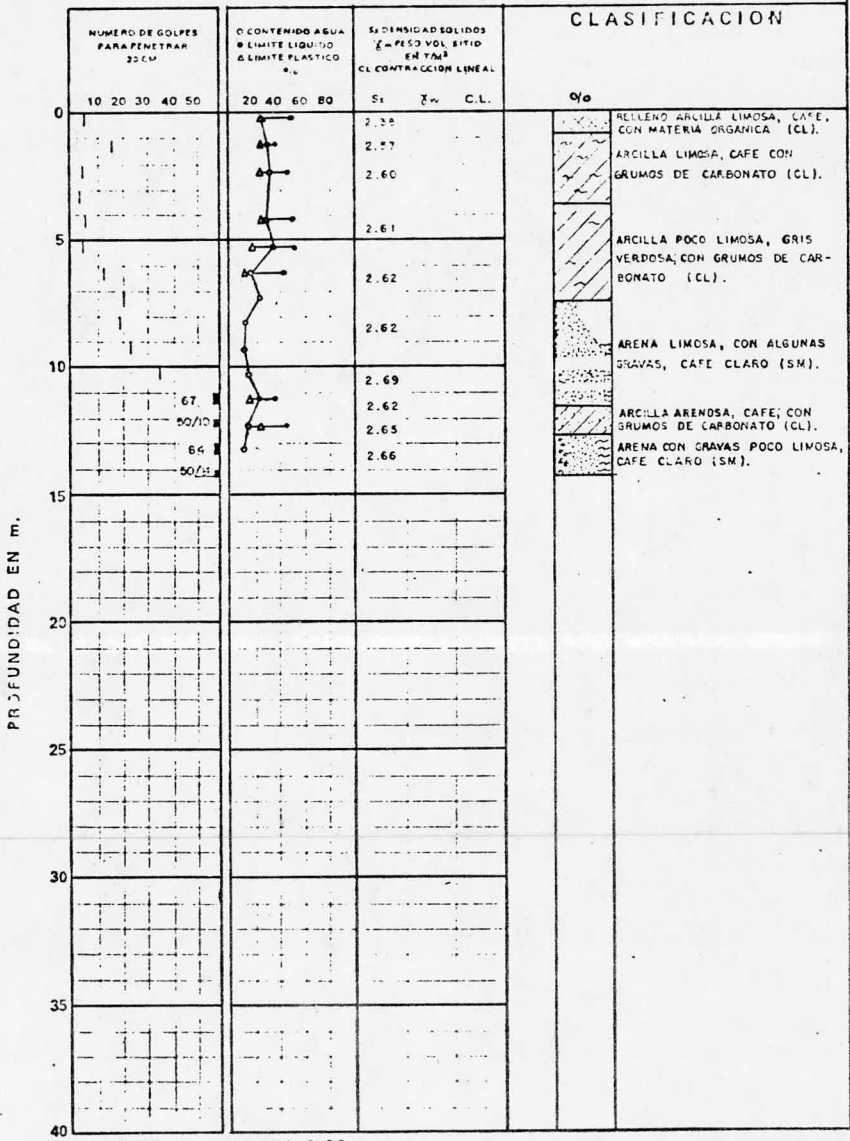 CLASIFICACION
NUMERO DE GOLPES
PARA PENETRAR
30 CM
O CONTENIDO AGUA
● LIMITE LIQUIDO
Δ LIMITE PLASTICO
%
Ss DENSIDAD SOLIDOS
EN T/M³
CL CONTRACCION LINEAL
10 20 30 40 50
20 40 60 80
Ss γw C.L.
%
0
2.38
RELLENO ARCILLA LIMOSA, CAFE,
CON MATERIA ORGANICA (CL).
2.57
ARCILLA LIMOSA, CAFE CON
2.60
GRUMOS DE CARBONATO (CL).
2.61
5
ARCILLA POCO LIMOSA, GRIS
VERDOSA, CON GRUMOS DE CAR-
BONATO (CL).
2.62
2.62
ARENA LIMOSA, CON ALGUNAS
GRAVAS, CAFE CLARO (SM).
10
2.69
67
2.62
ARCILLA ARENOSA, CAFE, CON
GRUMOS DE CARBONATO (CL).
50/10
2.65
64
2.66
ARENA CON GRAVAS POCO LIMOSA,
CAFE CLARO (SM).
15
PROFUNDIDAD EN m.
20
25
30
35
40